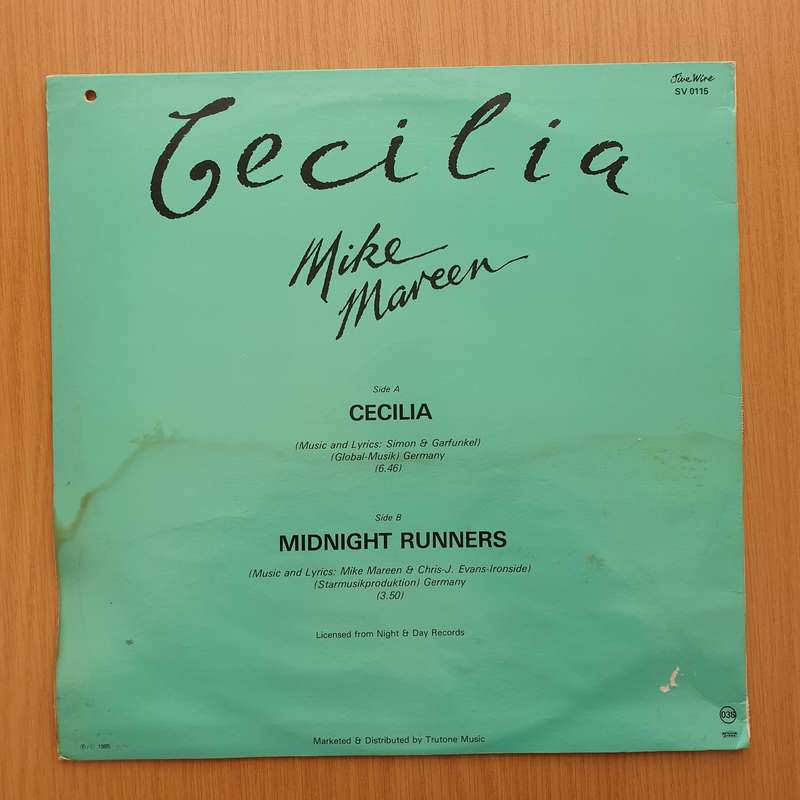 Jive Wire
SV 0115
Cecilia
Mike
Mareen
Side A
CECILIA
(Music and Lyrics: Simon & Garfunkel)
(Global-Musik) Germany
(6.46)
Side B
MIDNIGHT RUNNERS
(Music and Lyrics: Mike Mareen & Chris-J. Evans-Ironside)
(Starmusikproduktion) Germany
(3.50)
Licensed from Night & Day Records
035
Marketed & Distributed by Trutone Music
℗/© 1985